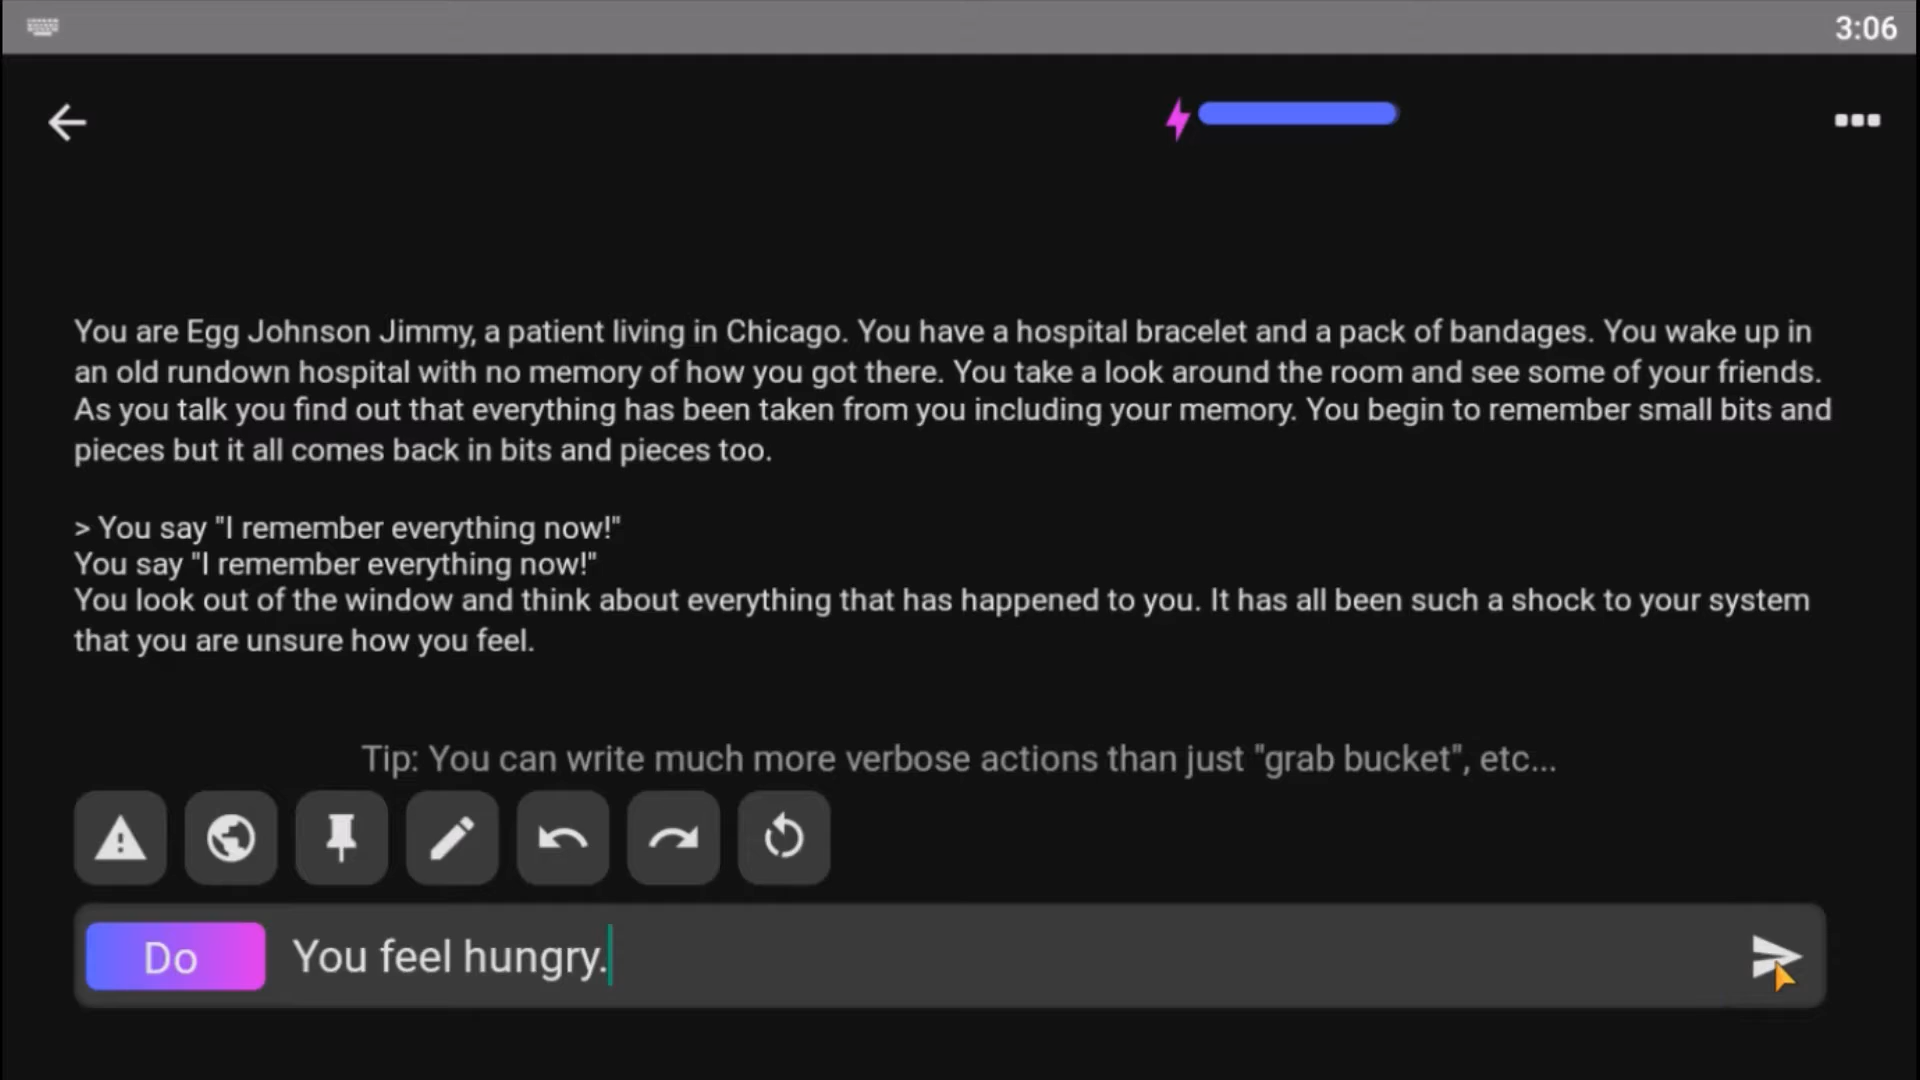 3:06
You are Egg Johnson Jimmy, a patient living in Chicago. You have a hospital bracelet and a pack of bandages. You wake up in
an old rundown hospital with no memory of how you got there. You take a look around the room and see some of your friends.
As you talk you find out that everything has been taken from you including your memory. You begin to remember small bits and
pieces but it all comes back in bits and pieces too.
> You say "I remember everything now!"
You say "I remember everything now!"
You look out of the window and think about everything that has happened to you. It has all been such a shock to your system
that you are unsure how you feel.
Tip: You can write much more verbose actions than just "grab bucket", etc...
Do You feel hungry.